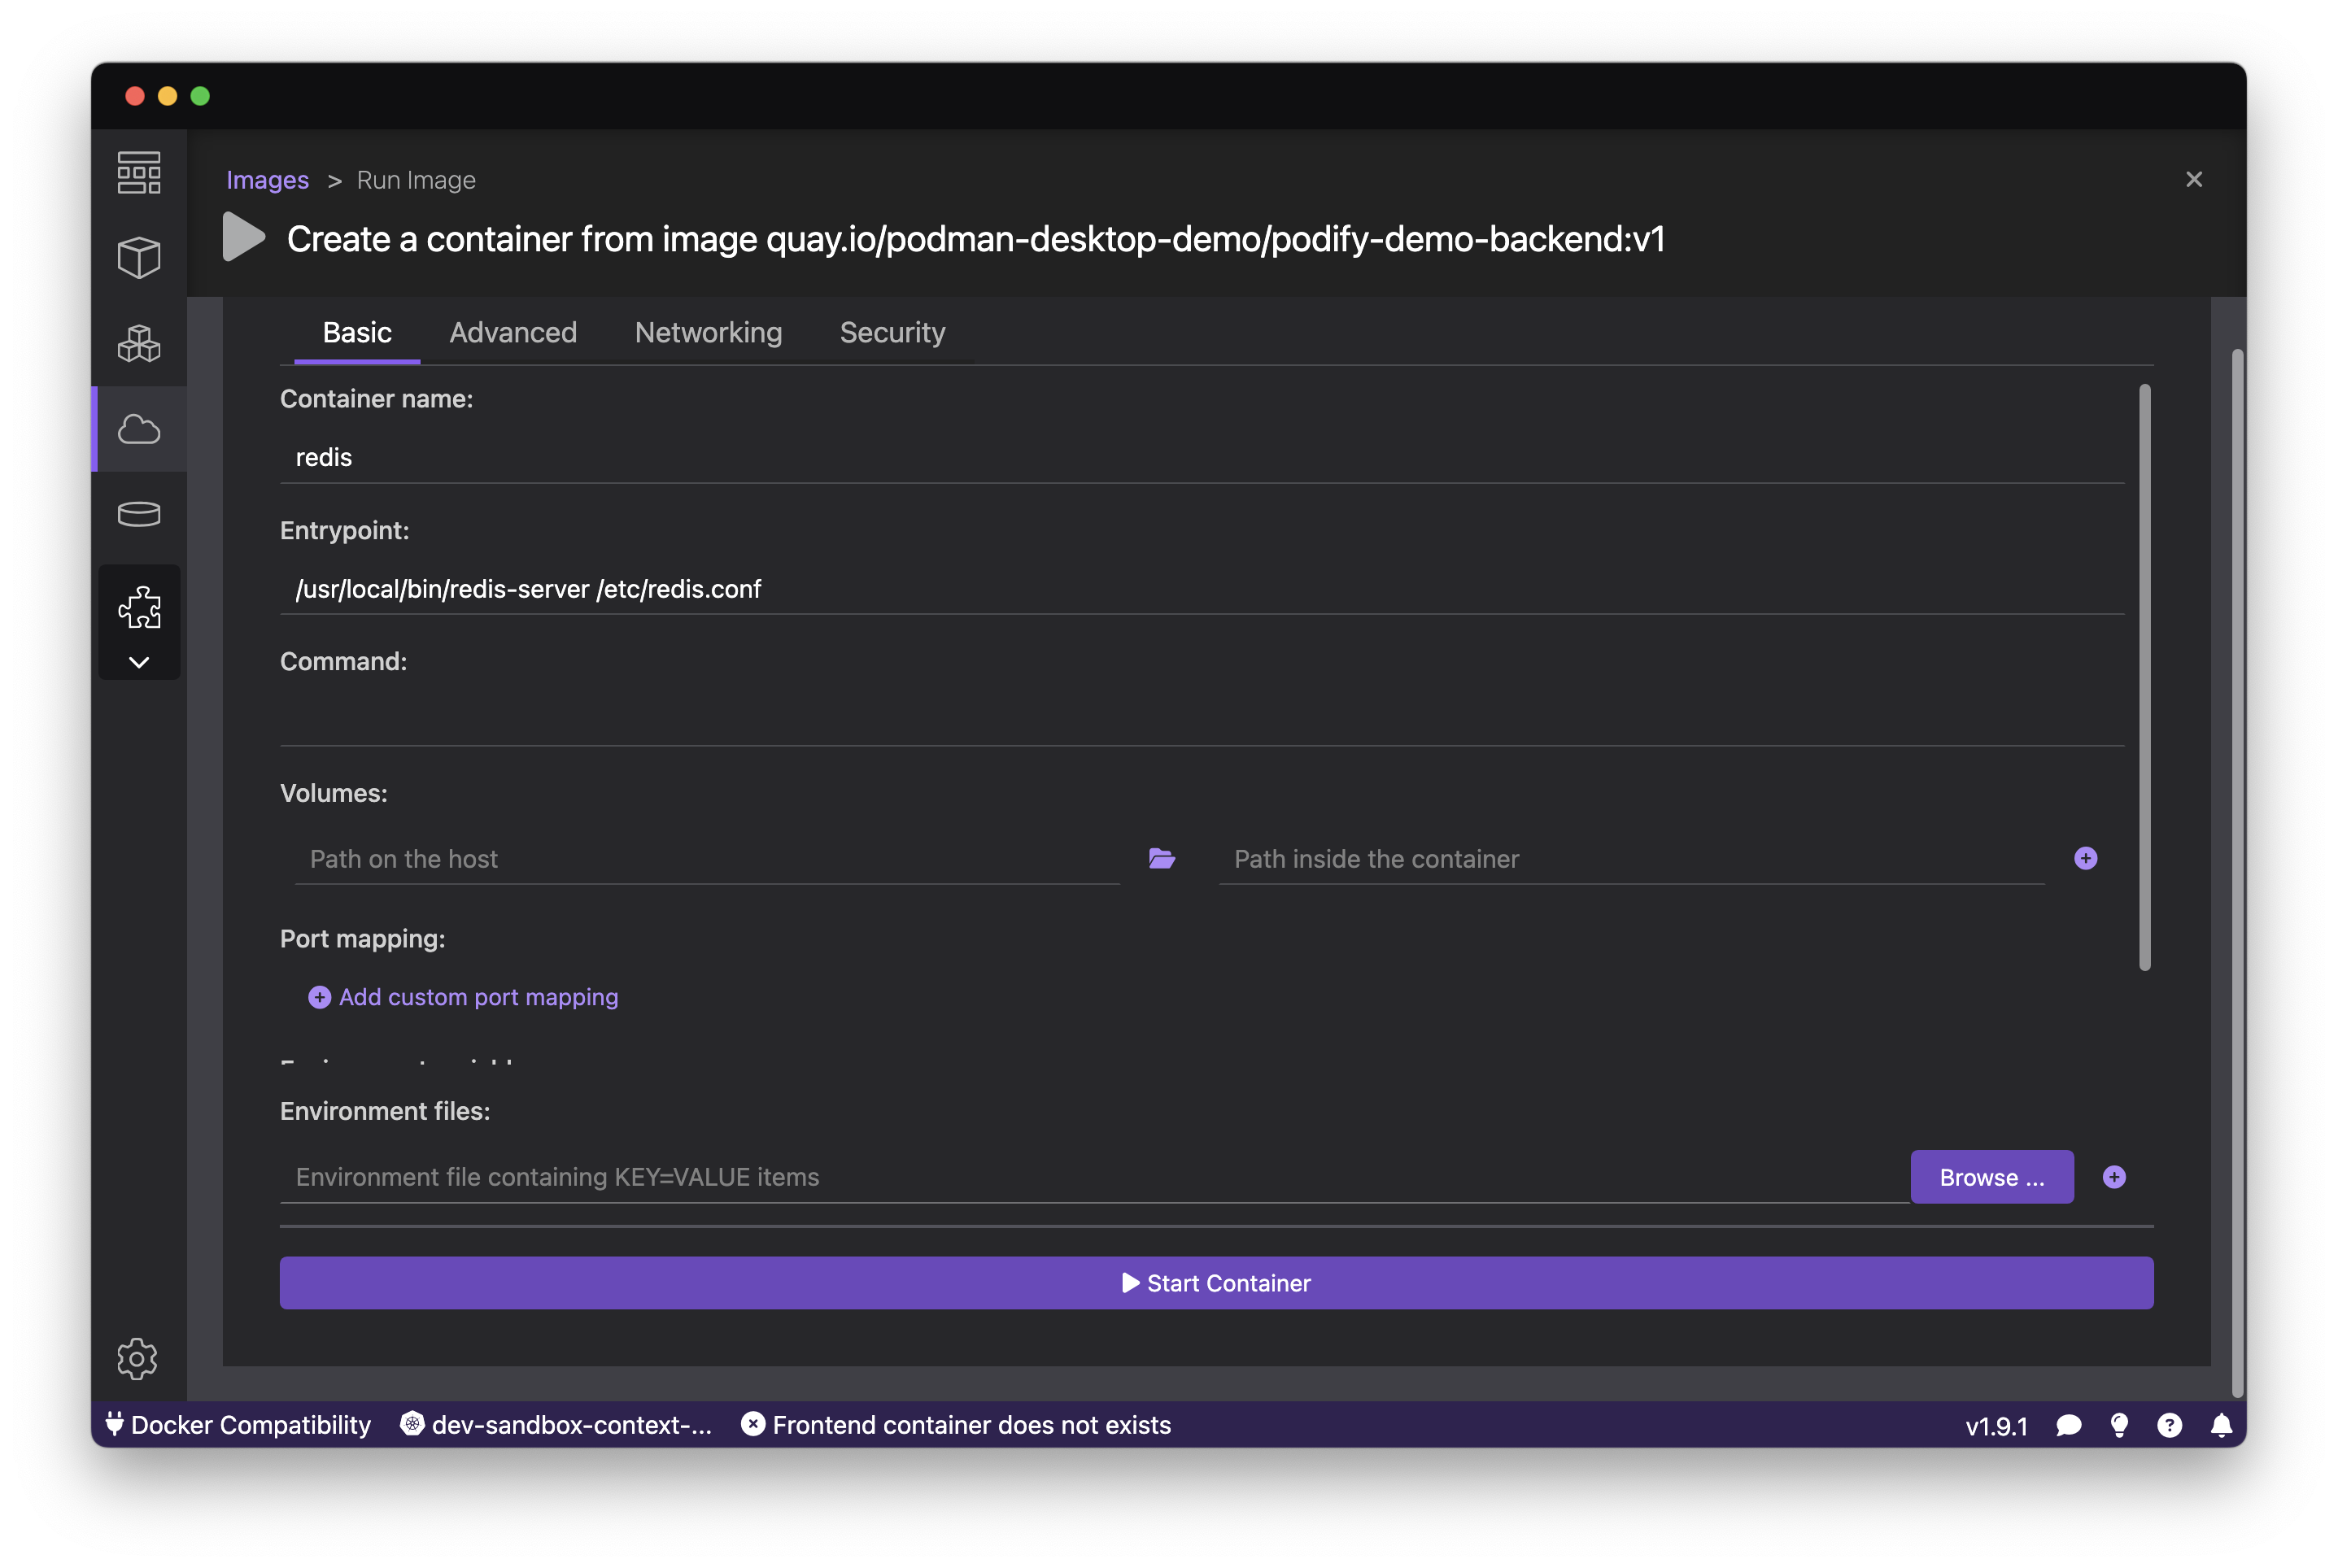 Images > Run Image
Create a container from image quay.io/podman-desktop-demo/podify-demo-backend:v1
Basic Advanced Networking Security
Container name:
redis
Entrypoint:
/usr/local/bin/redis-server /etc/redis.conf
Command:
Volumes:
Path on the host Path inside the container
Port mapping:
Add custom port mapping
Environment files:
Environment file containing KEY=VALUE items Browse ...
Start Container
Docker Compatibility dev-sandbox-context-... Frontend container does not exists v1.9.1